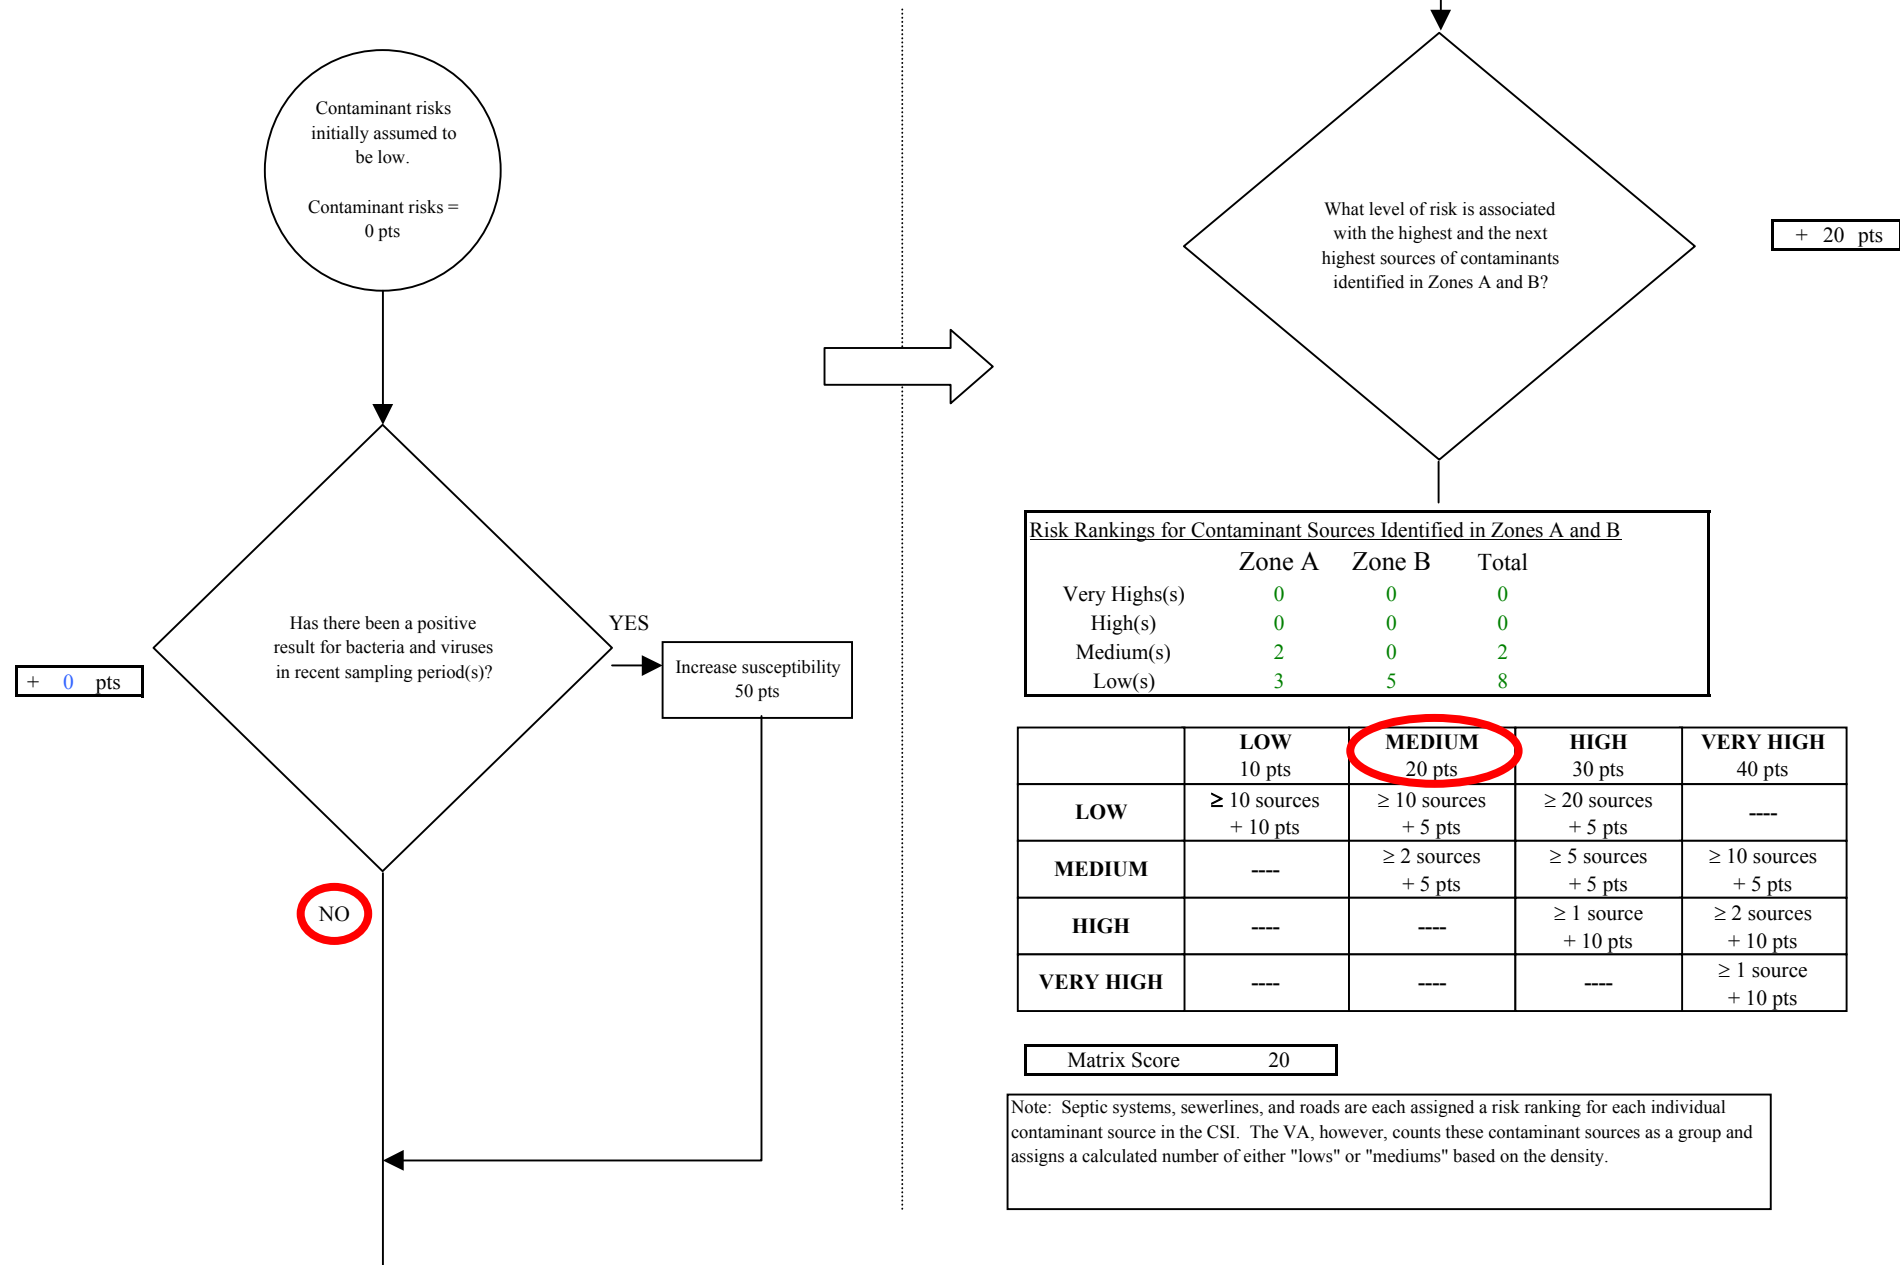 Contaminant risks
initially assumed to
be low.
Contaminant risks =
0 pts
Has there been a positive
result for bacteria and viruses
in recent sampling period(s)?
YES
Increase susceptibility
50 pts
+ 0 pts
NO
What level of risk is associated
with the highest and the next
highest sources of contaminants
identified in Zones A and B?
+ 20 pts
Risk Rankings for Contaminant Sources Identified in Zones A and B
Zone A Zone B Total
Very Highs(s) 0 0 0
High(s) 0 0 0
Medium(s) 2 0 2
Low(s) 3 5 8
LOW MEDIUM HIGH VERY HIGH
10 pts 20 pts 30 pts 40 pts
LOW ≥ 10 sources ≥ 10 sources ≥ 20 sources ----
+ 10 pts + 5 pts + 5 pts
MEDIUM ---- ≥ 2 sources ≥ 5 sources ≥ 10 sources
+ 5 pts + 5 pts + 5 pts
HIGH ---- ---- ≥ 1 source ≥ 2 sources
+ 10 pts + 10 pts
VERY HIGH ---- ---- ---- ≥ 1 source
+ 10 pts
Matrix Score 20
Note: Septic systems, sewerlines, and roads are each assigned a risk ranking for each individual
contaminant source in the CSI. The VA, however, counts these contaminant sources as a group and
assigns a calculated number of either "lows" or "mediums" based on the density.